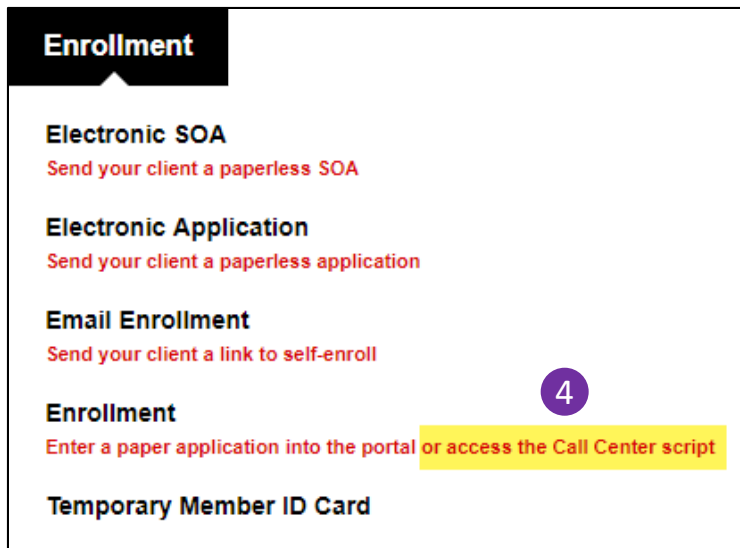 Enrollment
Electronic SOA
Send your client a paperless SOA
Electronic Application
Send your client a paperless application
Email Enrollment
Send your client a link to self-enroll
4
Enrollment
Enter a paper application into the portal or access the Call Center script
Temporary Member ID Card